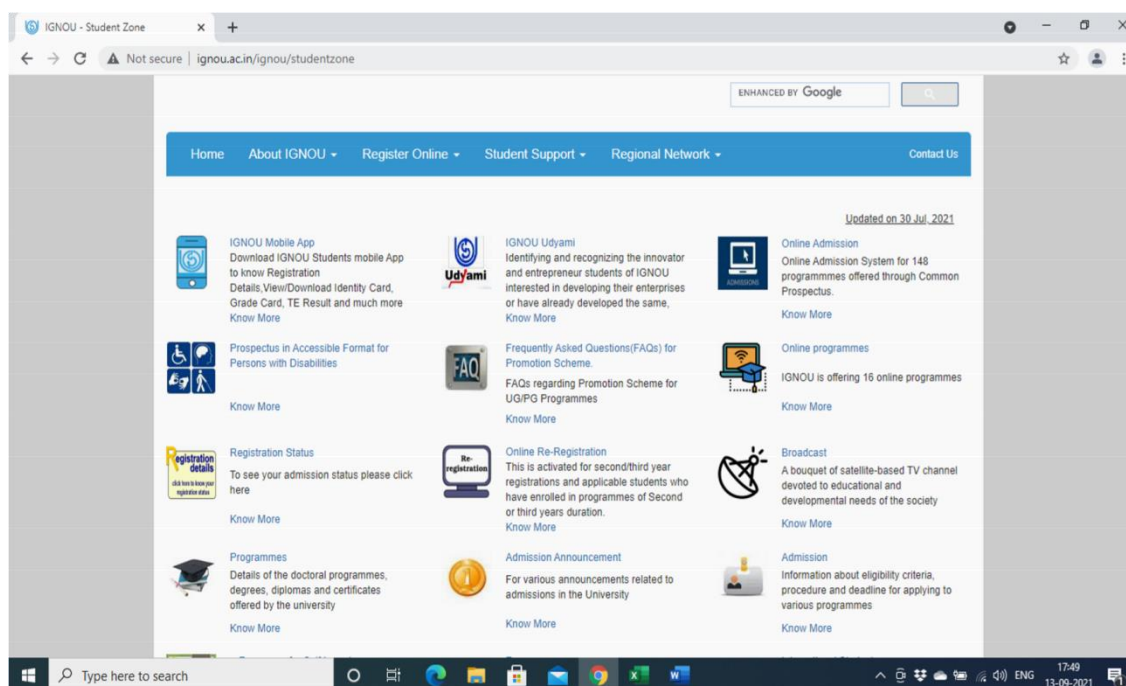 IGNOU - Student Zone
Not secure | ignou.ac.in/ignou/studentzone
ENHANCED BY Google
Home About IGNOU Register Online Student Support Regional Network Contact Us
Updated on 30 Jul, 2021
IGNOU Mobile App
Download IGNOU Students mobile App
to know Registration
Details,View/Download Identity Card,
Grade Card, TE Result and much more
Know More
Udyami
IGNOU Udyami
Identifying and recognizing the innovator
and entrepreneur students of IGNOU
interested in developing their enterprises
or have already developed the same,
Know More
ADMISSIONS
Online Admission
Online Admission System for 148
programmmes offered through Common
Prospectus.
Know More
Prospectus in Accessible Format for
Persons with Disabilities
Know More
FAQ
Frequently Asked Questions(FAQs) for
Promotion Scheme.
FAQs regarding Promotion Scheme for
UG/PG Programmes
Know More
Online programmes
IGNOU is offering 16 online programmes
Know More
Registration
details
click here to know your
registration status
Registration Status
To see your admission status please click
here
Know More
Re-
registration
Online Re-Registration
This is activated for second/third year
registrations and applicable students who
have enrolled in programmes of Second
or third years duration.
Know More
Broadcast
A bouquet of satellite-based TV channel
devoted to educational and
developmental needs of the society
Know More
Programmes
Details of the doctoral programmes,
degrees, diplomas and certificates
offered by the university
Know More
Admission Announcement
For various announcements related to
admissions in the University
Know More
Admission
Information about eligibility criteria,
procedure and deadline for applying to
various programmes
Know More
Type here to search
ENG
17:49
13-09-2021